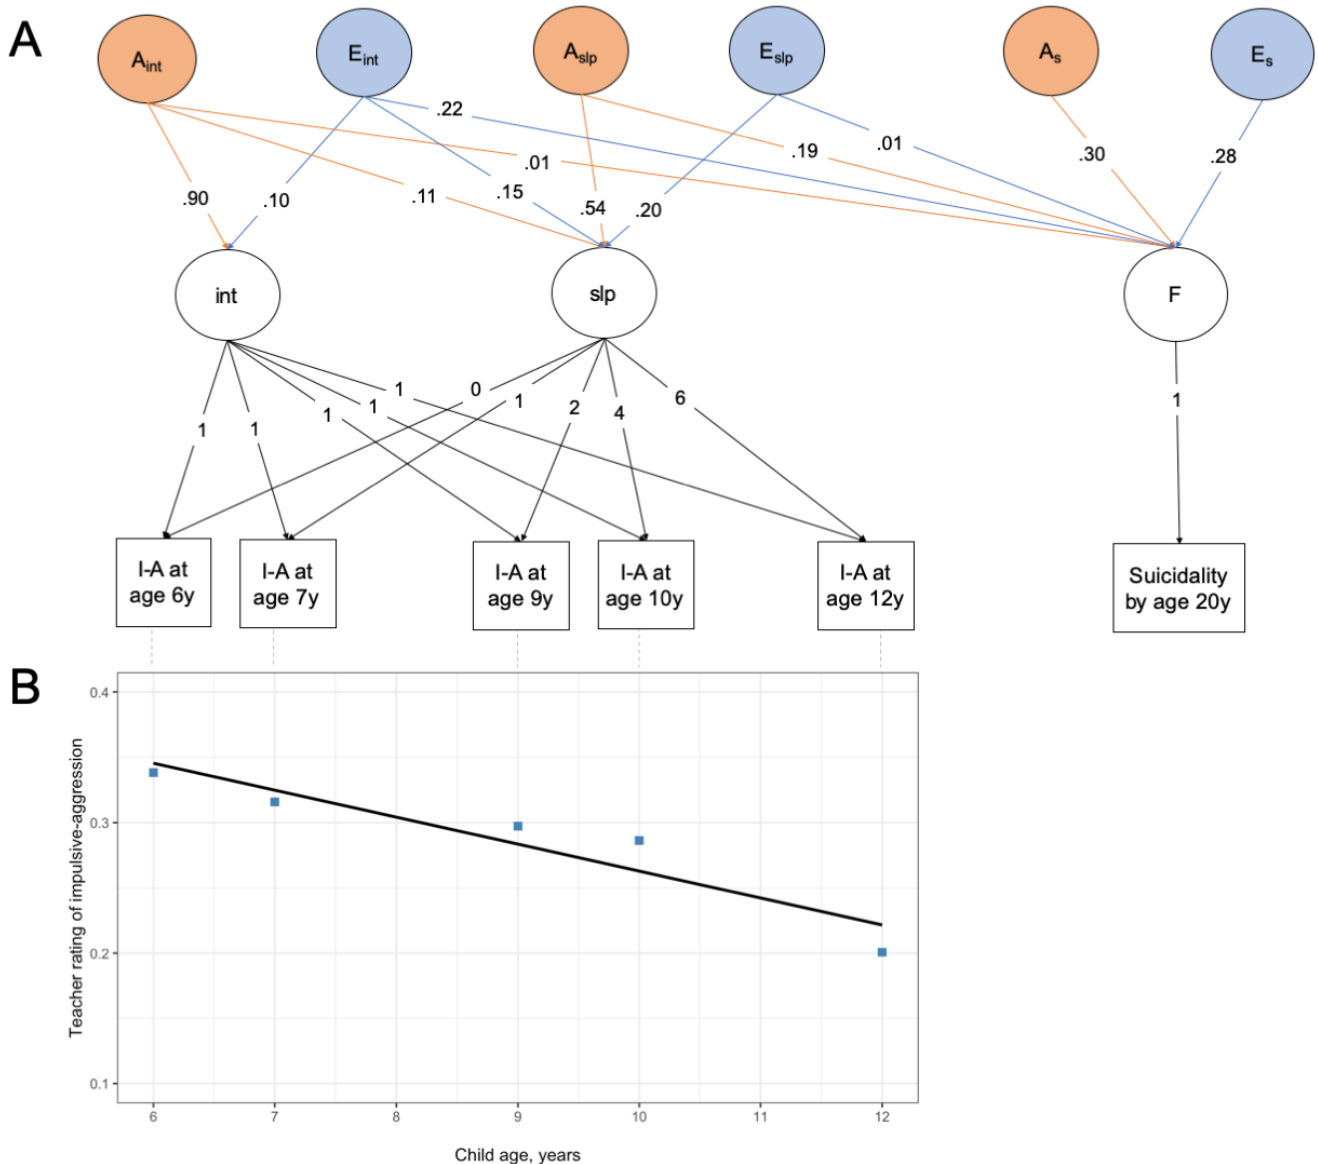 A
Aint
Eint
Aslp
Eslp
As
Es
.22
.01
.19
.01
.30
.28
.90
.10
.11
.15
.54
.20
int
slp
F
1
1
1
1
1
0
1
2
4
6
1
I-A at
age 6y
I-A at
age 7y
I-A at
age 9y
I-A at
age 10y
I-A at
age 12y
Suicidality
by age 20y
B
Teacher rating of impulsive-aggression
0.4
0.3
0.2
0.1
6
7
8
9
10
11
12
Child age, years